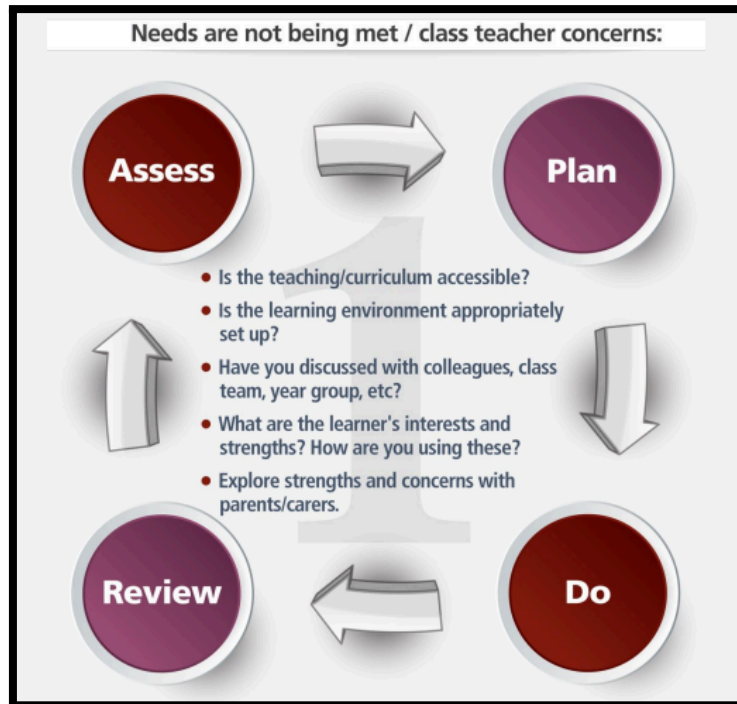 Needs are not being met / class teacher concerns:
Assess
Plan
1
• Is the teaching/curriculum accessible?
• Is the learning environment appropriately
set up?
• Have you discussed with colleagues, class
team, year group, etc?
• What are the learner's interests and
strengths? How are you using these?
• Explore strengths and concerns with
parents/carers.
Review
Do